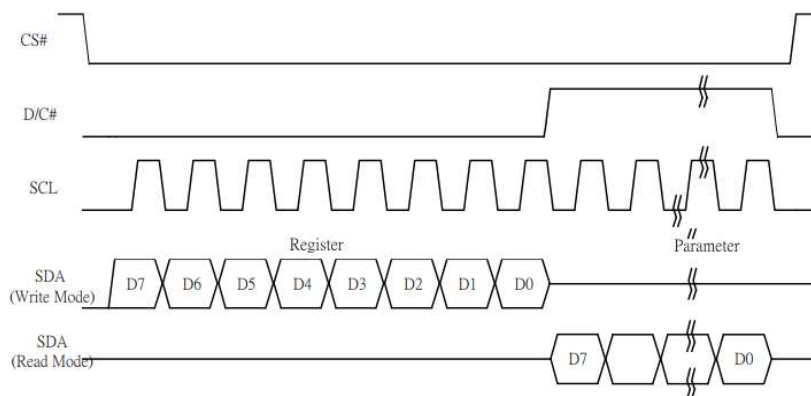 CS#
D/C#
SCL
Register
Parameter
SDA
(Write Mode)
D7 D6 D5 D4 D3 D2 D1 D0
SDA
(Read Mode)
D7 D0